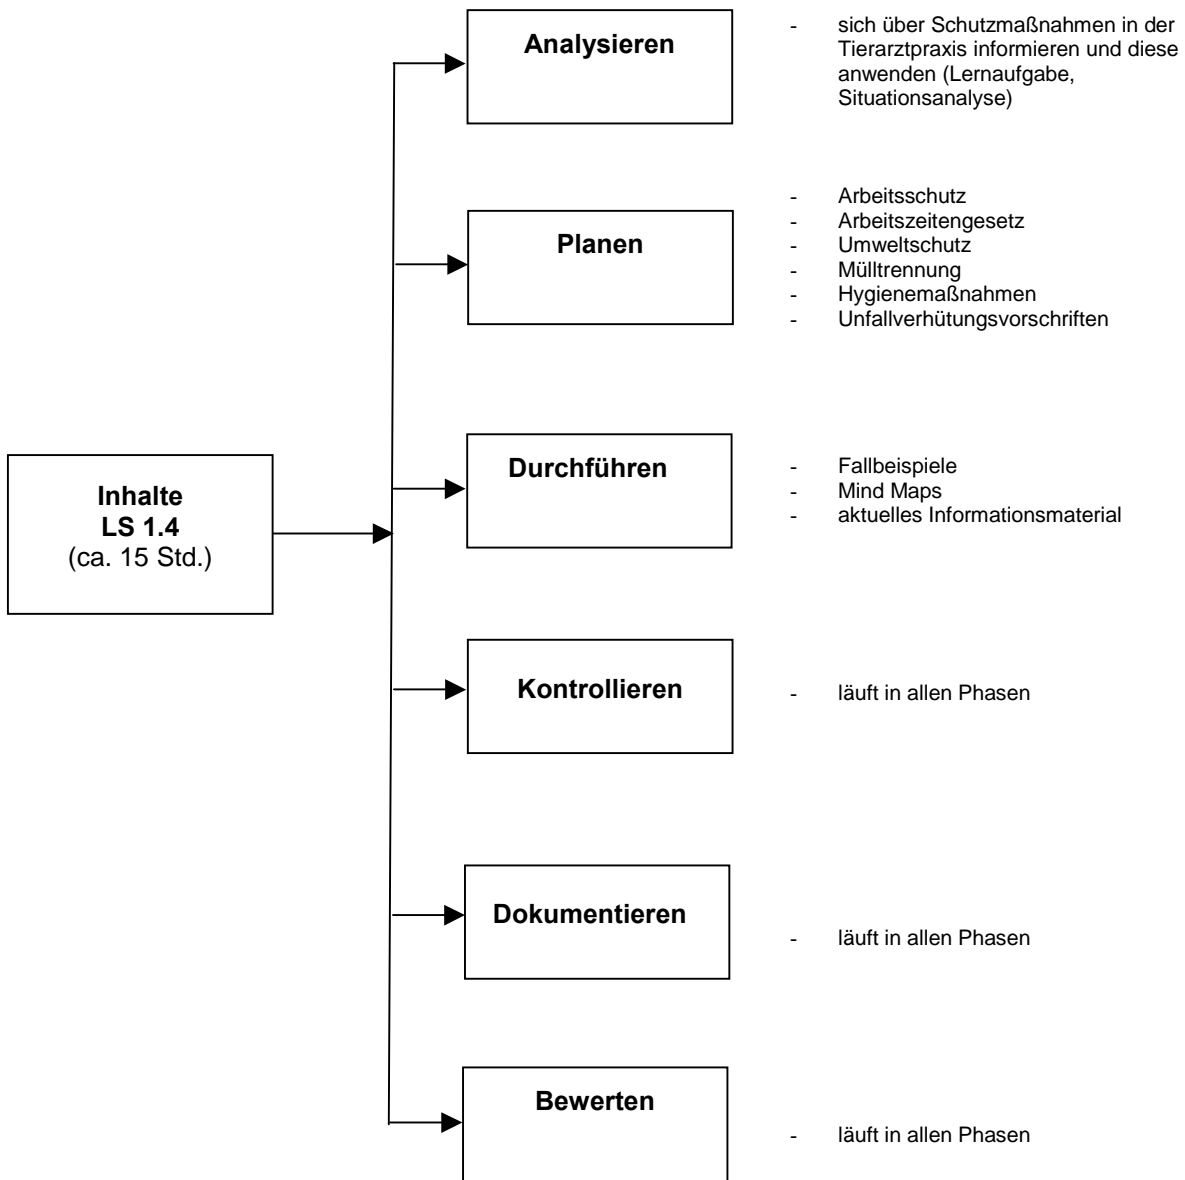 Analysieren
- sich über Schutzmaßnahmen in der
Tierarztpraxis informieren und diese
anwenden (Lernaufgabe,
Situationsanalyse)
Planen
- Arbeitsschutz
- Arbeitszeitengesetz
- Umweltschutz
- Mülltrennung
- Hygienemaßnahmen
- Unfallverhütungsvorschriften
Inhalte
LS 1.4
(ca. 15 Std.)
Durchführen
- Fallbeispiele
- Mind Maps
- aktuelles Informationsmaterial
Kontrollieren
- läuft in allen Phasen
Dokumentieren
- läuft in allen Phasen
Bewerten
- läuft in allen Phasen